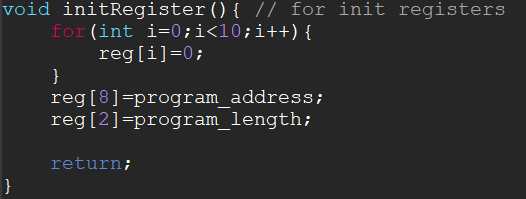 void initRegister(){ // for init registers
    for(int i=0;i<10;i++){
        reg[i]=0;
    }
    reg[8]=program_address;
    reg[2]=program_length;

    return;
}